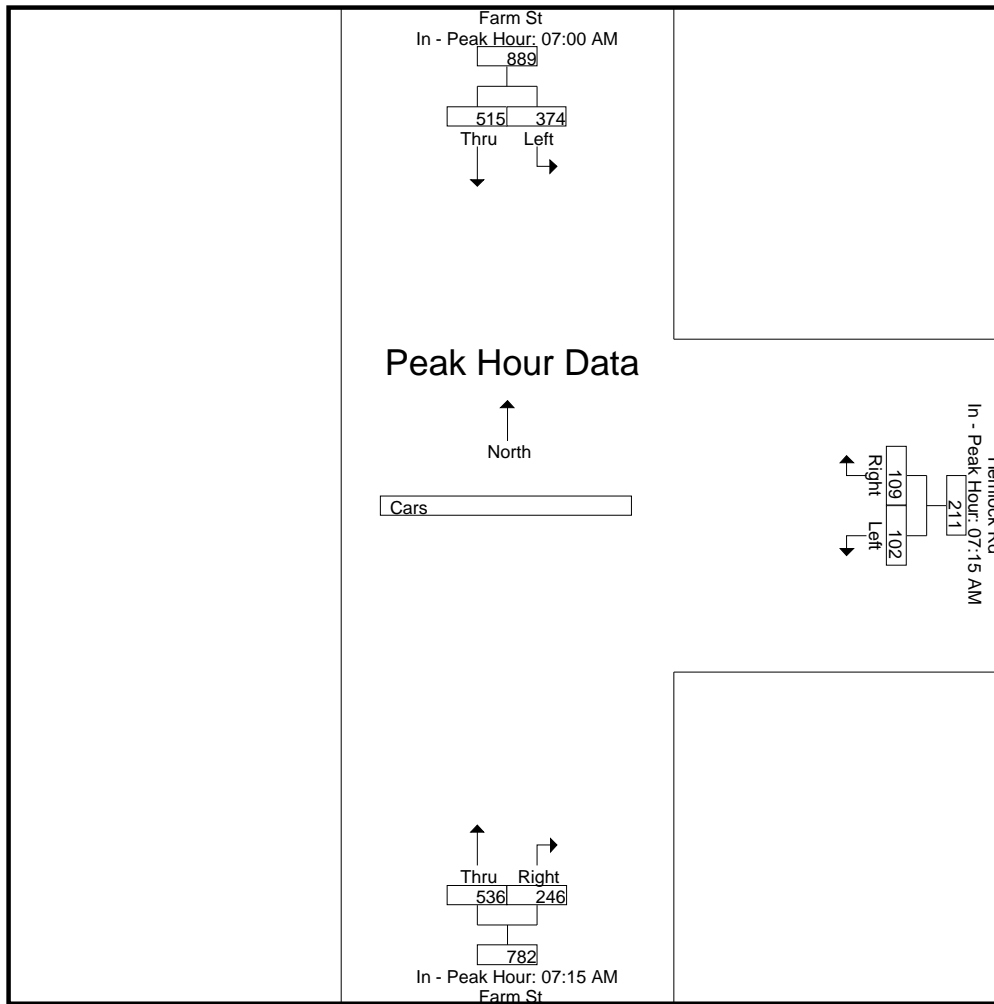 Farm St
In - Peak Hour: 07:00 AM
889
515 374
Thru Left
Peak Hour Data
North
Cars
Rd
In - Peak Hour: 07:15 AM
211
109 102
Right Left
Thru Right
536 246
782
In - Peak Hour: 07:15 AM
Farm St